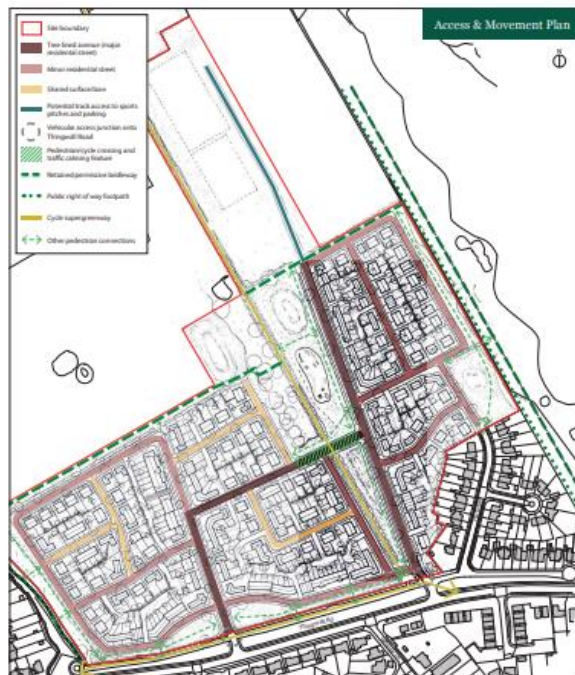 Access & Movement Plan
N
Site boundary
Tree lined avenue (major
residential street)
Minor residential street
Shared surface/lane
Potential track access to sports
pitches and parking
Vehicular access junction onto
Thingwall Road
Pedestrian/cycle crossing and
traffic calming feature
Retained permissive bridleway
Public right of way footpath
Cycle supergreenway
Other pedestrian connections